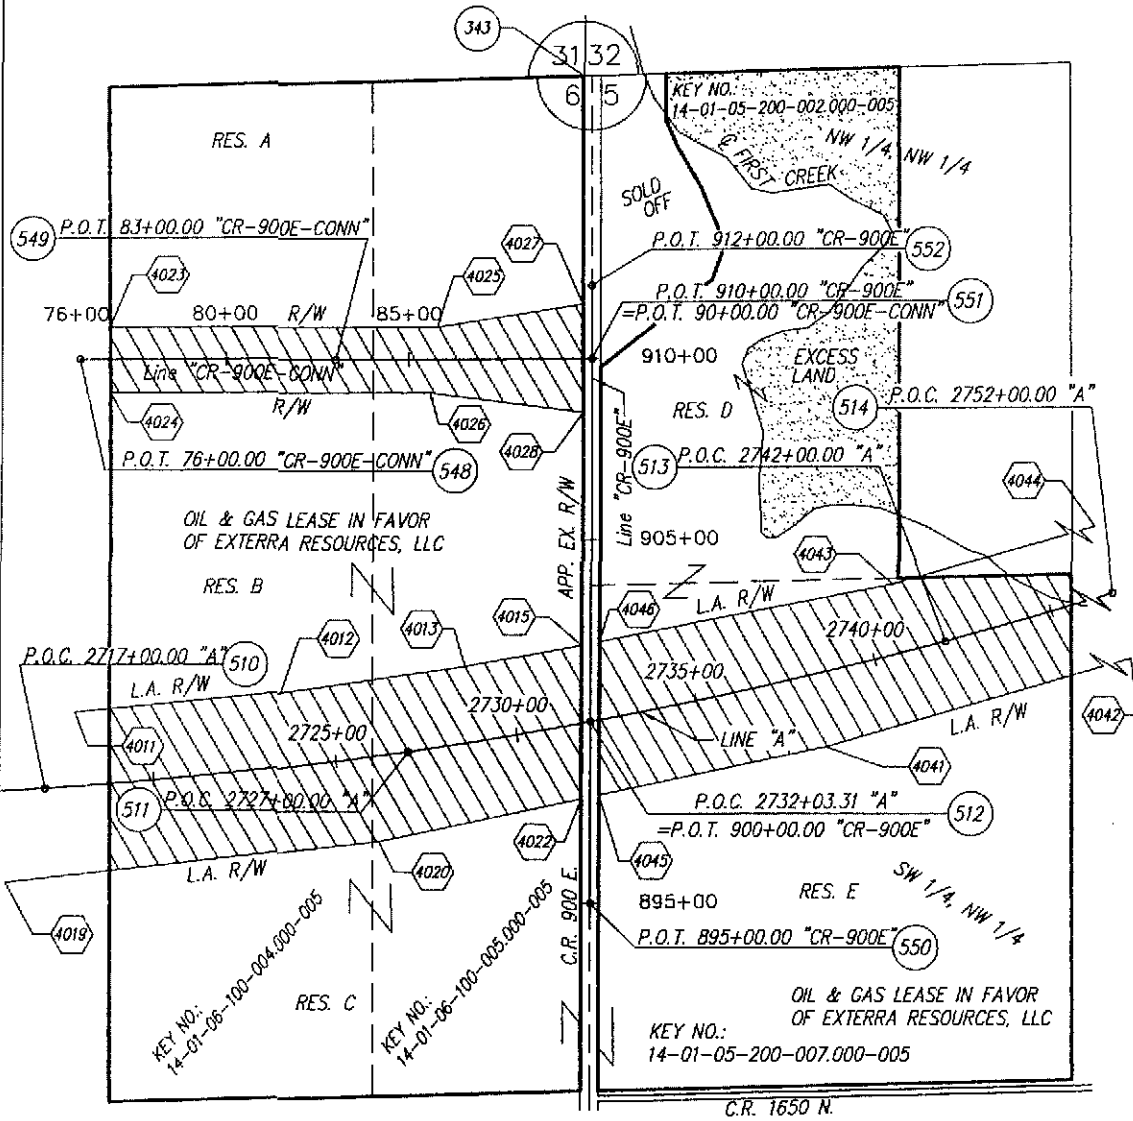 343
31 32
6 5
KEY NO.:
14-01-05-200-002.000-005
RES. A
NW 1/4, NW 1/4
℄ FIRST CREEK
SOLD
OFF
549 P.O.T. 83+00.00 "CR-900E-CONN"
4027
P.O.T. 912+00.00 "CR-900E" 552
4023
4025
P.O.T. 910+00.00 "CR-900E" 551
=P.O.T. 90+00.00 "CR-900E-CONN"
76+00 80+00 R/W 85+00
910+00
EXCESS
LAND
Line "CR-900E-CONN"
R/W
514 P.O.C. 2752+00.00 "A"
RES. D
4024
4026
4028
Line "CR-900E"
P.O.T. 76+00.00 "CR-900E-CONN" 548
513 P.O.C. 2742+00.00 "A"
4044
APP. EX. R/W
OIL & GAS LEASE IN FAVOR
OF EXTERRA RESOURCES, LLC
905+00
4043
RES. B
L.A. R/W
4015
4046
4012
4013
2740+00
P.O.C. 2717+00.00 "A" 510
L.A. R/W
2735+00
2730+00
2725+00
4042
L.A. R/W
4011
LINE "A"
4041
511 P.O.C. 2727+00.00 "A"
P.O.C. 2732+03.31 "A" 512
=P.O.T. 900+00.00 "CR-900E"
4022
4045
L.A. R/W
4020
RES. E
SW 1/4, NW 1/4
895+00
4019
C.R. 900 E.
P.O.T. 895+00.00 "CR-900E" 550
RES. C
KEY NO.:
14-01-06-100-004.000-005
KEY NO.:
14-01-06-100-005.000-005
OIL & GAS LEASE IN FAVOR
OF EXTERRA RESOURCES, LLC
KEY NO.:
14-01-05-200-007.000-005
C.R. 1650 N.